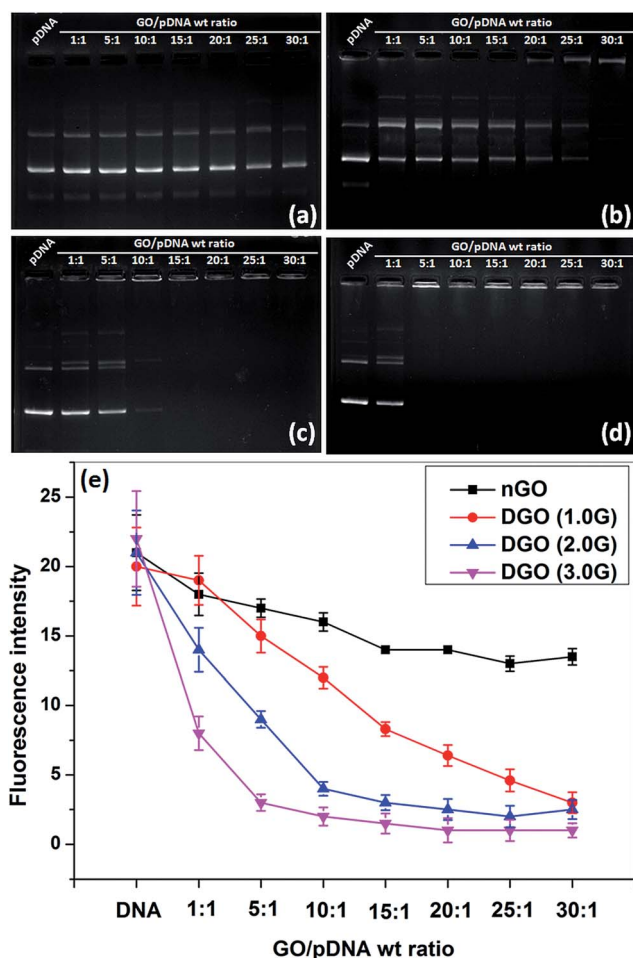 pDNA GO/pDNA wt ratio
1:1 5:1 10:1 15:1 20:1 25:1 30:1
(a)
pDNA GO/pDNA wt ratio
1:1 5:1 10:1 15:1 20:1 25:1 30:1
(b)
pDNA GO/pDNA wt ratio
1:1 5:1 10:1 15:1 20:1 25:1 30:1
(c)
pDNA GO/pDNA wt ratio
1:1 5:1 10:1 15:1 20:1 25:1 30:1
(d)
(e)
nGO
DGO (1.0G)
DGO (2.0G)
DGO (3.0G)
Fluorescence intensity
25
20
15
10
5
0
DNA 1:1 5:1 10:1 15:1 20:1 25:1 30:1
GO/pDNA wt ratio